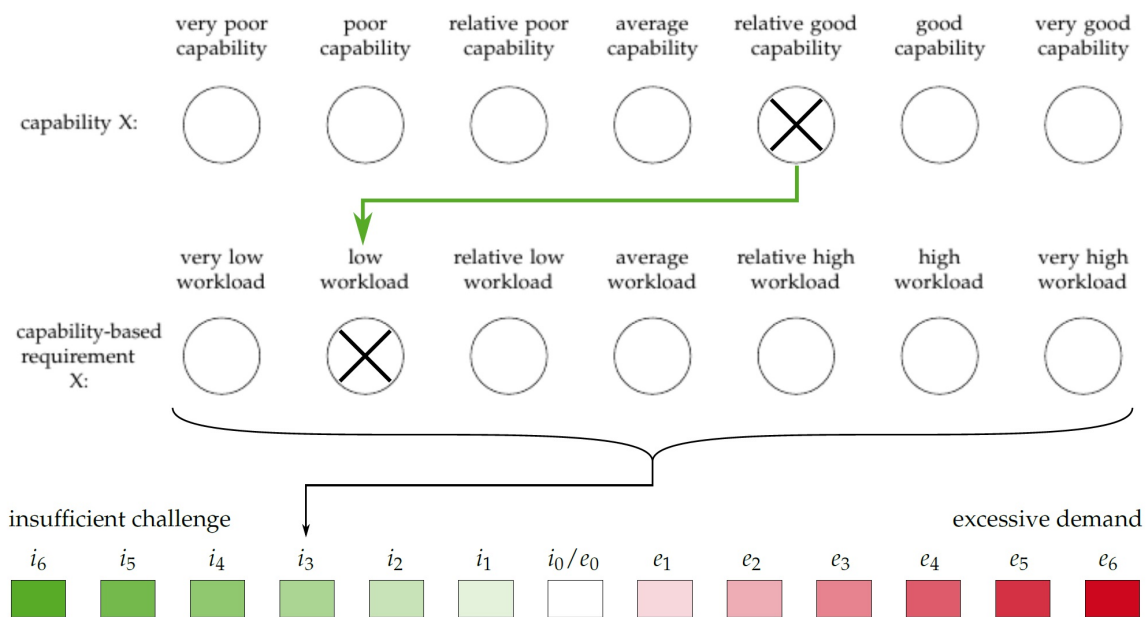 very poor poor relative poor average relative good good very good
capability capability capability capability capability capability capability
capability X:
very low low relative low average relative high high very high
workload workload workload workload workload workload workload
capability-based
requirement
X:
insufficient challenge excessive demand
i6 i5 i4 i3 i2 i1 i0/e0 e1 e2 e3 e4 e5 e6